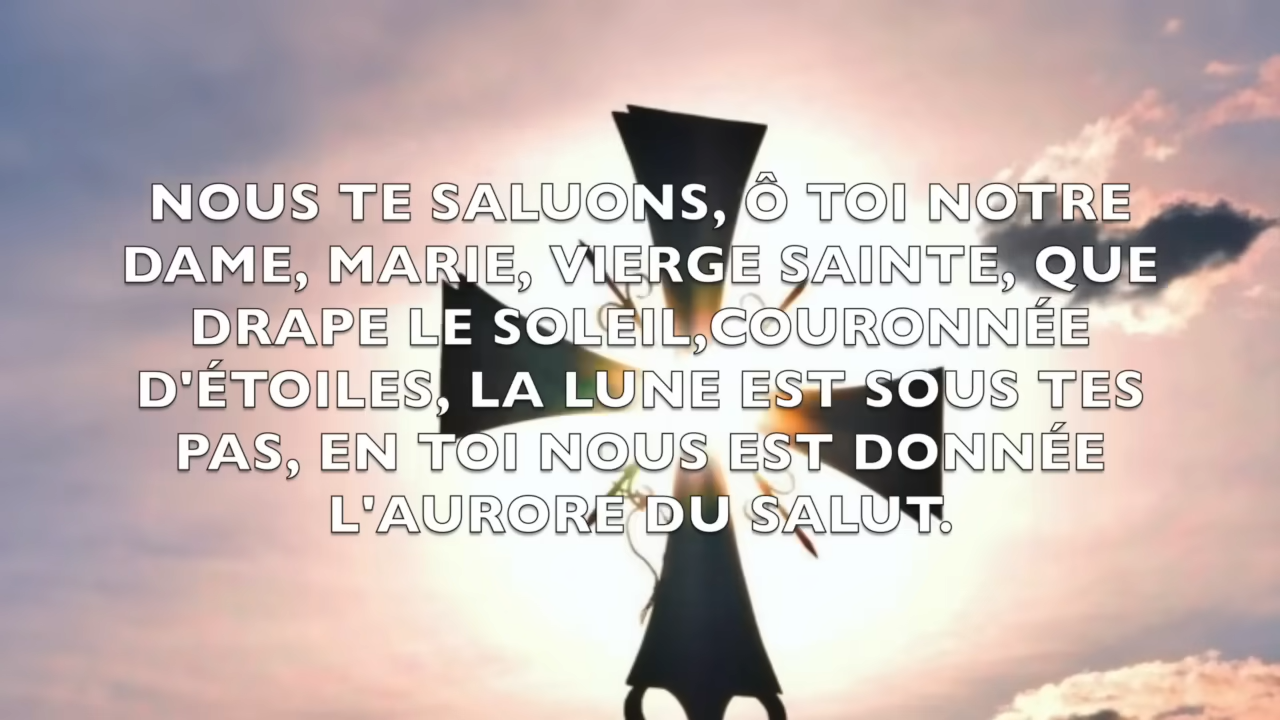 NOUS TE SALUONS, Ô TOI NOTRE
DAME, MARIE, VIERGE SAINTE, QUE
DRAPE LE SOLEIL,COURONNÉE
D'ÉTOILES, LA LUNE EST SOUS TES
PAS, EN TOI NOUS EST DONNÉE
L'AURORE DU SALUT.